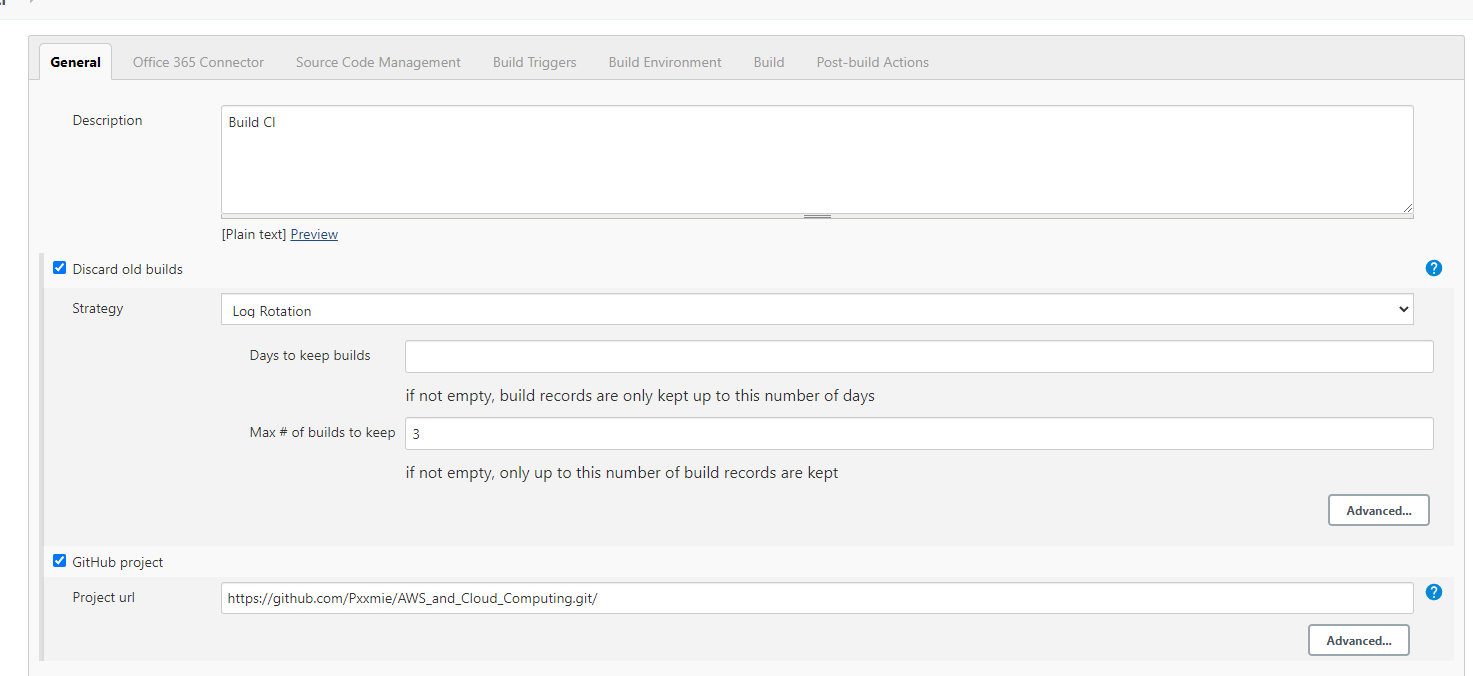 General Office 365 Connector Source Code Management Build Triggers Build Environment Build Post-build Actions
Description
Build CI
[Plain text] Preview
Discard old builds
?
Strategy
Log Rotation
Days to keep builds
if not empty, build records are only kept up to this number of days
Max # of builds to keep
3
if not empty, only up to this number of build records are kept
Advanced...
GitHub project
Project url
https://github.com/Pxxmie/AWS_and_Cloud_Computing.git/
?
Advanced...